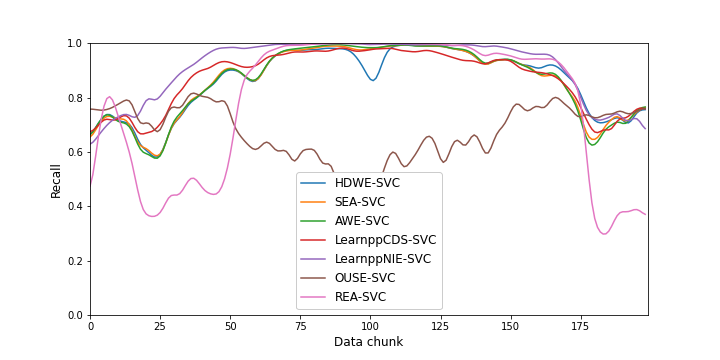 1.0
0.8
0.6
0.4
0.2
0.0
Recall
HDWE-SVC
SEA-SVC
AWE-SVC
LearnppCDS-SVC
LearnppNIE-SVC
OUSE-SVC
REA-SVC
0 25 50 75 100 125 150 175
Data chunk